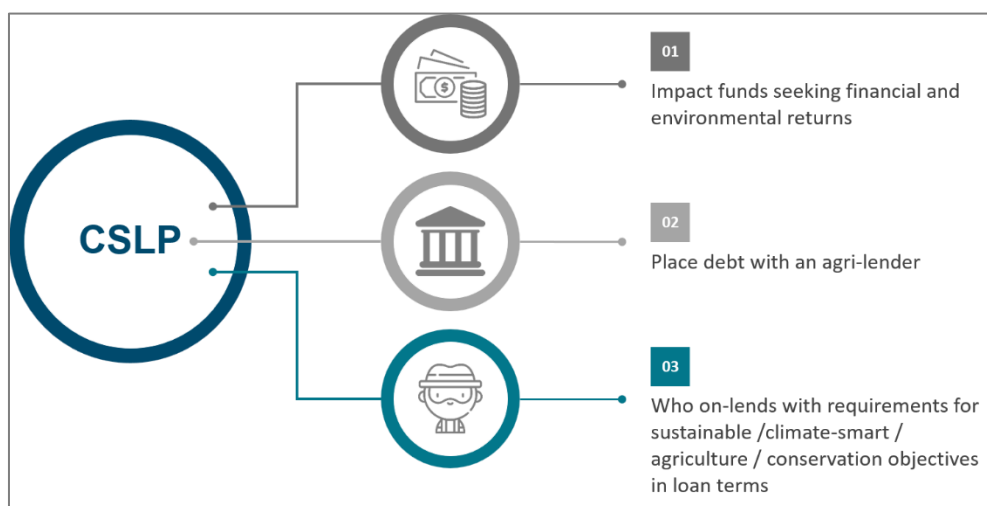 CSLP
01
Impact funds seeking financial and
environmental returns
02
Place debt with an agri-lender
03
Who on-lends with requirements for
sustainable /climate-smart /
agriculture / conservation objectives
in loan terms